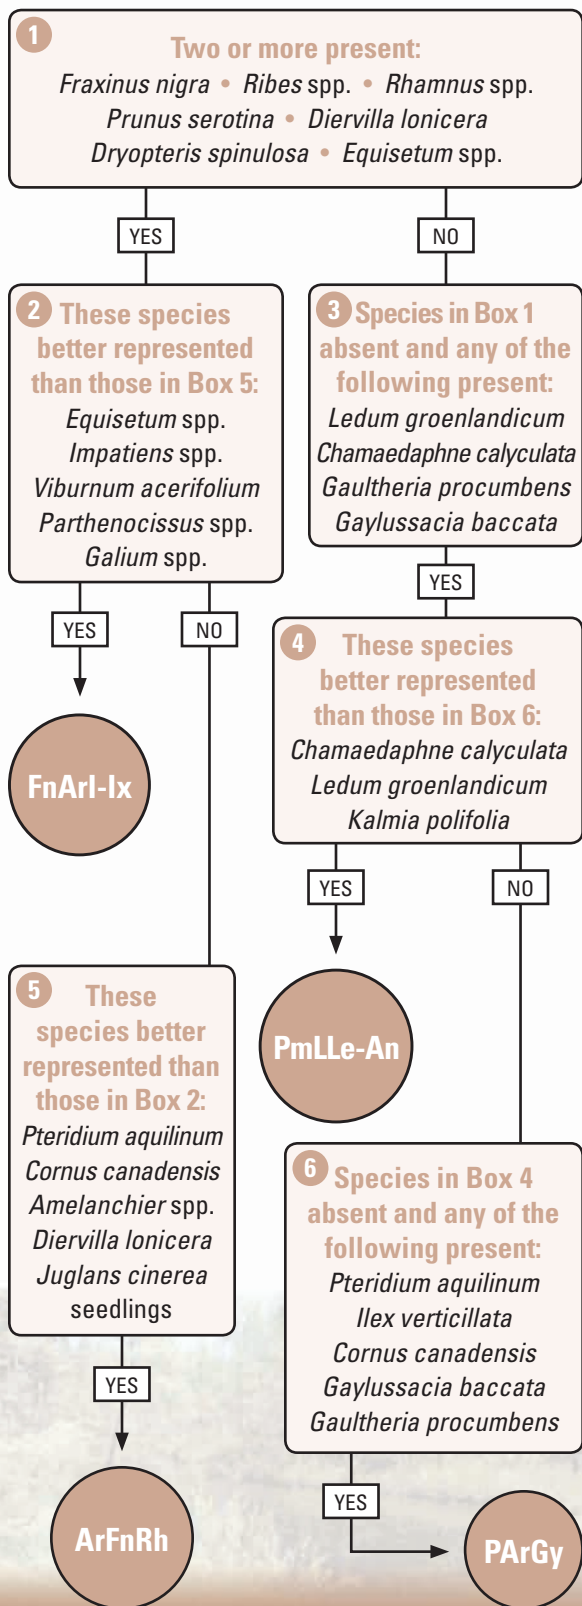 1
Two or more present:
Fraxinus nigra • Ribes spp. • Rhamnus spp.
Prunus serotina • Diervilla lonicera
Dryopteris spinulosa • Equisetum spp.
YES
NO
2 These species
better represented
than those in Box 5:
Equisetum spp.
Impatiens spp.
Viburnum acerifolium
Parthenocissus spp.
Galium spp.
3 Species in Box 1
absent and any of the
following present:
Ledum groenlandicum
Chamaedaphne calyculata
Gaultheria procumbens
Gaylussacia baccata
YES
NO
YES
FnArI-Ix
4 These species
better represented
than those in Box 6:
Chamaedaphne calyculata
Ledum groenlandicum
Kalmia polifolia
YES
NO
PmLLe-An
5 These
species better
represented than
those in Box 2:
Pteridium aquilinum
Cornus canadensis
Amelanchier spp.
Diervilla lonicera
Juglans cinerea
seedlings
YES
ArFnRh
6 Species in Box 4
absent and any of the
following present:
Pteridium aquilinum
Ilex verticillata
Cornus canadensis
Gaylussacia baccata
Gaultheria procumbens
YES
PArGy